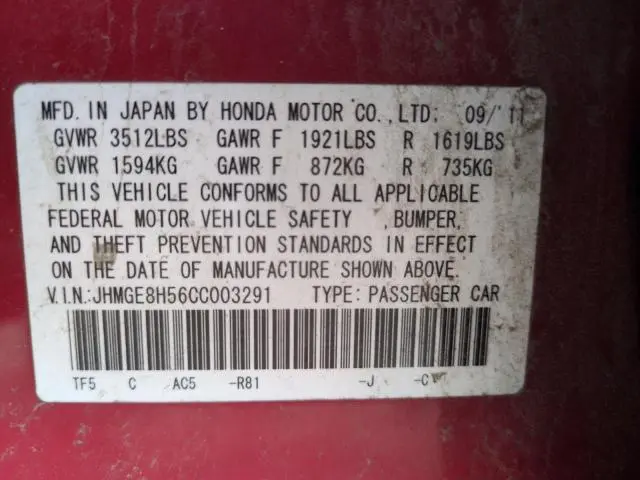 MFD. IN JAPAN BY HONDA MOTOR CO.,LTD: 09/'11
GVWR 3512LBS GAWR F 1921LBS R 1619LBS
GVWR 1594KG GAWR F 872KG R 735KG
THIS VEHICLE CONFORMS TO ALL APPLICABLE
FEDERAL MOTOR VEHICLE SAFETY ,BUMPER,
AND THEFT PREVENTION STANDARDS IN EFFECT
ON THE DATE OF MANUFACTURE SHOWN ABOVE.
V.I.N.:JHMGE8H56CC003291 TYPE: PASSENGER CAR
TF5 C AC5 -R81 -J -C